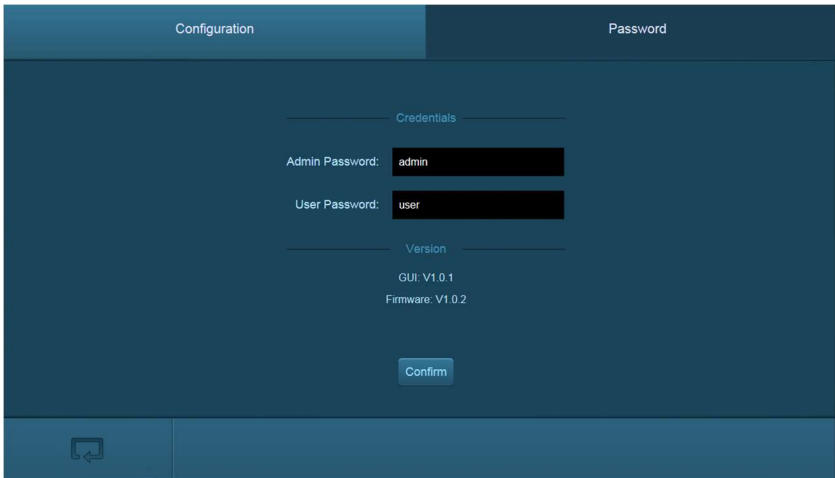 Configuration Password
Credentials
Admin Password: admin
User Password: user
Version
GUI: V1.0.1
Firmware: V1.0.2
Confirm